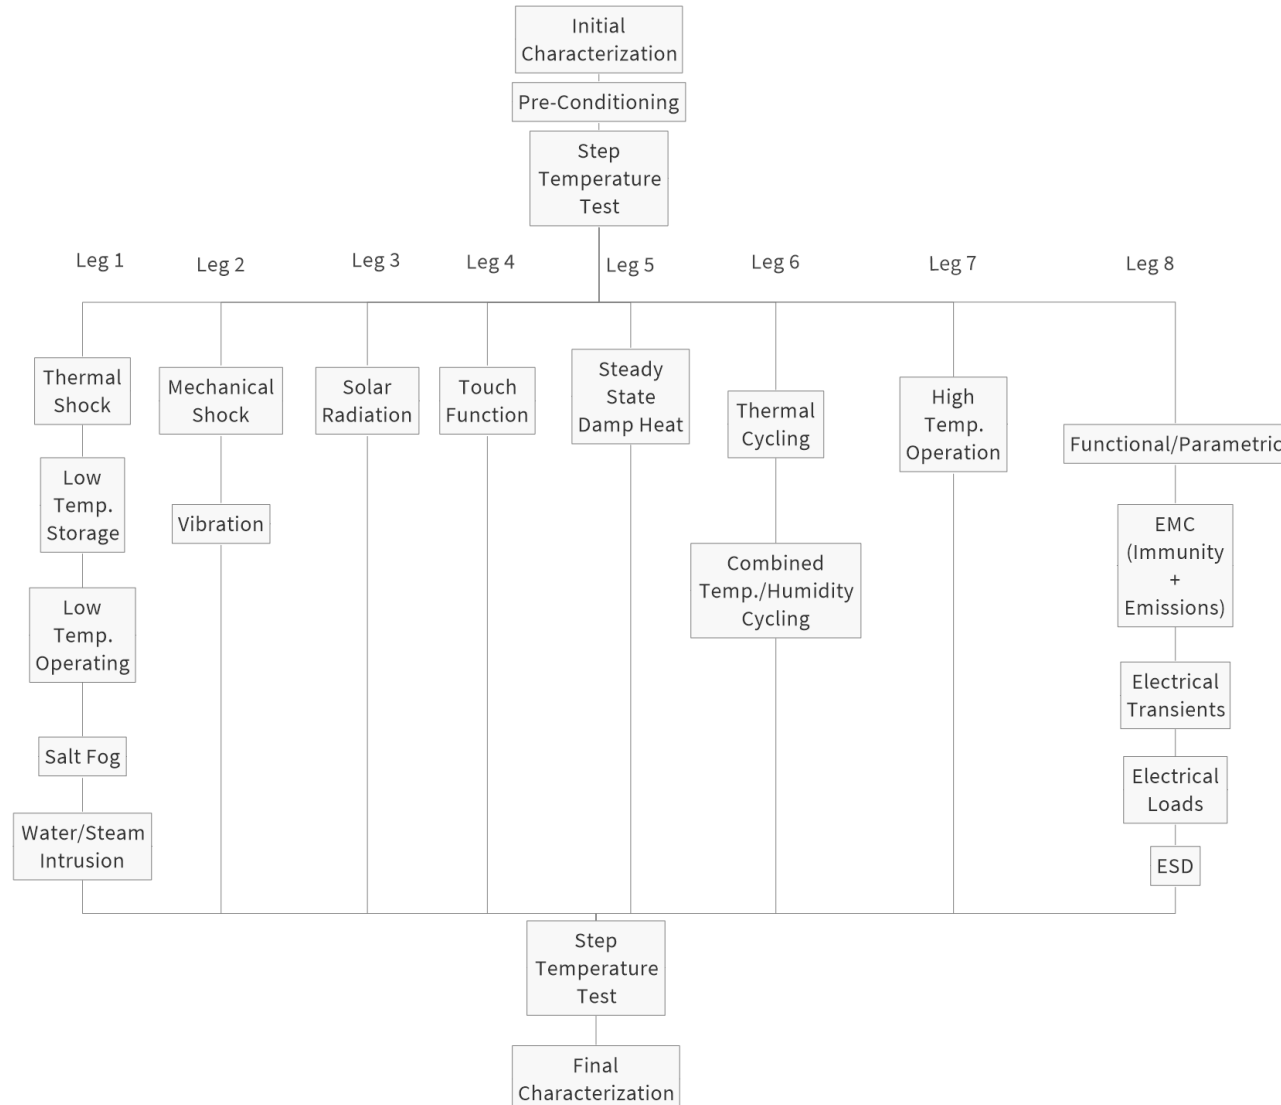 Initial
Characterization
Pre-Conditioning
Step
Temperature
Test
Leg 1
Leg 2
Leg 3
Leg 4
Leg 5
Leg 6
Leg 7
Leg 8
Thermal
Shock
Low
Temp.
Storage
Low
Temp.
Operating
Salt Fog
Water/Steam
Intrusion
Mechanical
Shock
Vibration
Solar
Radiation
Touch
Function
Steady
State
Damp Heat
Thermal
Cycling
Combined
Temp./Humidity
Cycling
High
Temp.
Operation
Functional/Parametric
EMC
(Immunity
+
Emissions)
Electrical
Transients
Electrical
Loads
ESD
Step
Temperature
Test
Final
Characterization